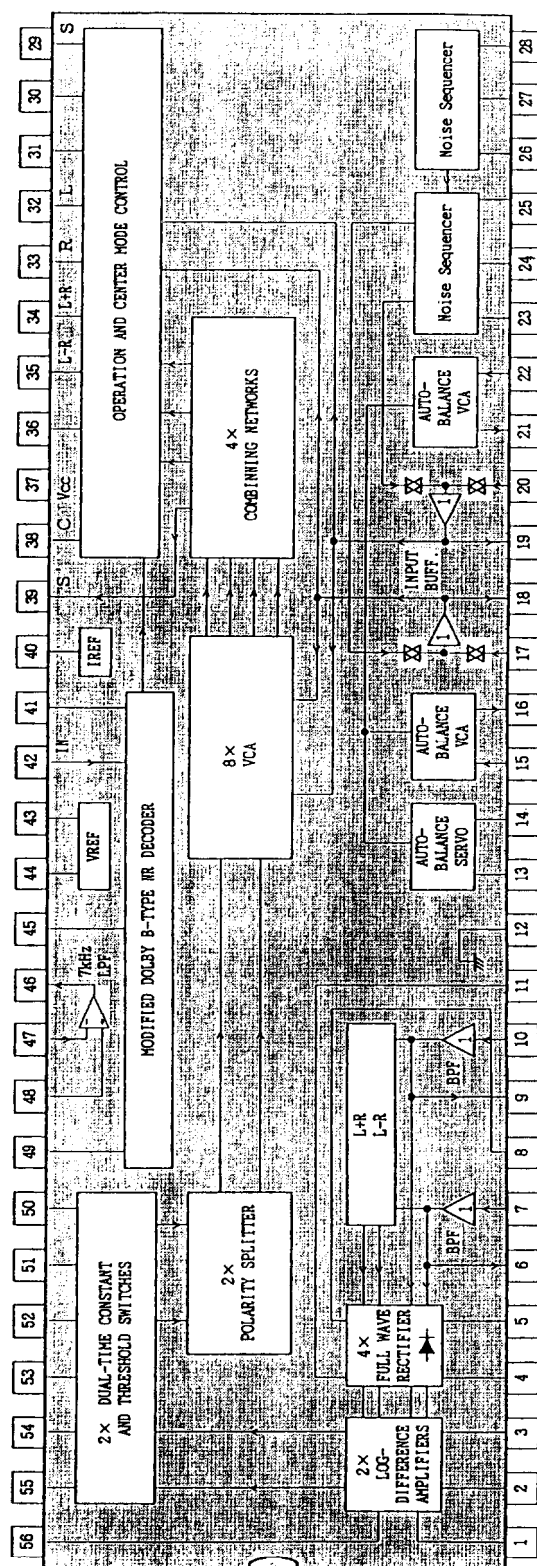 56 55 54 53 52 51 50 49 48 47 46 45 44 43 42 41 40 39 38 37 36 35 34 33 32 31 30 29
2× DUAL-TIME CONSTANT
AND THRESHOLD SWITCHES
7kHz
LPF
VREF
IN
IREF
S
C
Vcc
L-R
L+R
R
L
S
MODIFIED DOLBY B-TYPE NR DECODER
OPERATION AND CENTER MODE CONTROL
2×
POLARITY SPLITTER
8×
VCA
4×
COMBINNING NETWORKS
2×
LOG-
DIFFERENCE
AMPLIFIERS
4×
FULL WAVE
RECTIFIER
L+R
L-R
BPF
1
BPF
1
AUTO-
BALANCE
SERVO
AUTO-
BALANCE
VCA
1
INPUT
BUFF
1
AUTO-
BALANCE
VCA
Noise Sequencer
Noise Sequencer
1 2 3 4 5 6 7 8 9 10 11 12 13 14 15 16 17 18 19 20 21 22 23 24 25 26 27 28